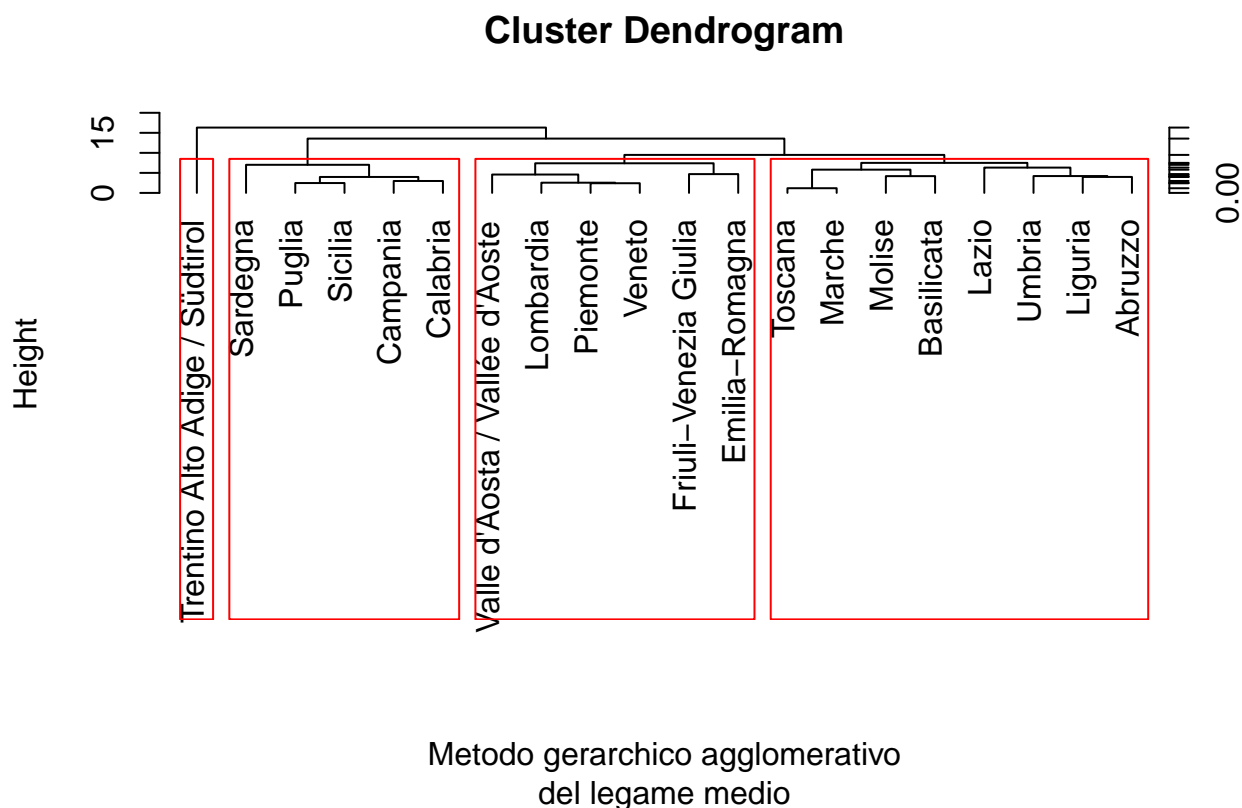 Cluster Dendrogram
Height
0
15
0.00
Trentino Alto Adige / Südtirol
Sardegna
Puglia
Sicilia
Campania
Calabria
Valle d'Aosta / Vallée d'Aoste
Lombardia
Piemonte
Veneto
Friuli−Venezia Giulia
Emilia−Romagna
Toscana
Marche
Molise
Basilicata
Lazio
Umbria
Liguria
Abruzzo
Metodo gerarchico agglomerativo
del legame medio